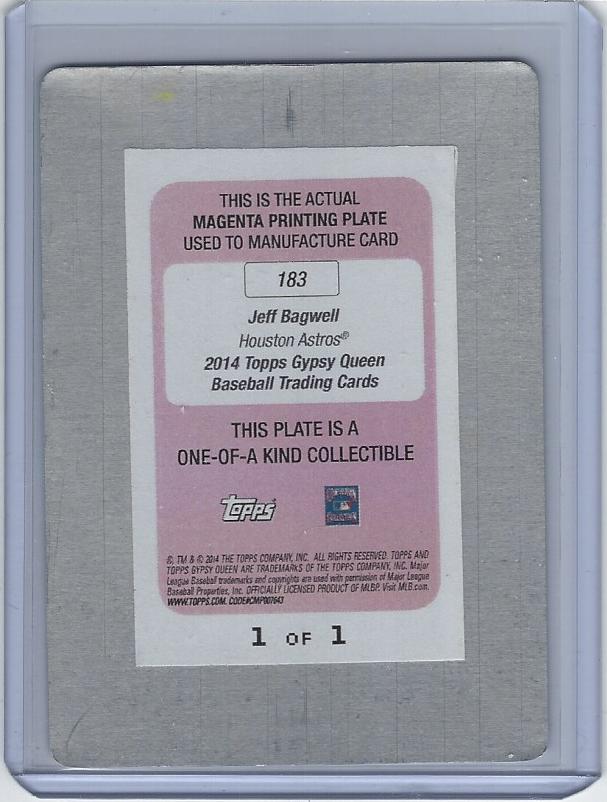 THIS IS THE ACTUAL
MAGENTA PRINTING PLATE
USED TO MANUFACTURE CARD
183
Jeff Bagwell
Houston Astros®
2014 Topps Gypsy Queen
Baseball Trading Cards
THIS PLATE IS A
ONE-OF-A KIND COLLECTIBLE
TOPPS
®, TM & © 2014 THE TOPPS COMPANY, INC. ALL RIGHTS RESERVED. TOPPS AND
TOPPS GYPSY QUEEN ARE TRADEMARKS OF THE TOPPS COMPANY, INC. Major
League Baseball trademarks and copyrights are used with permission of Major League
Baseball Properties, Inc. OFFICIALLY LICENSED PRODUCT OF MLBP. Visit MLB.com.
WWW.TOPPS.COM. CODE#CMP007643
1 OF 1